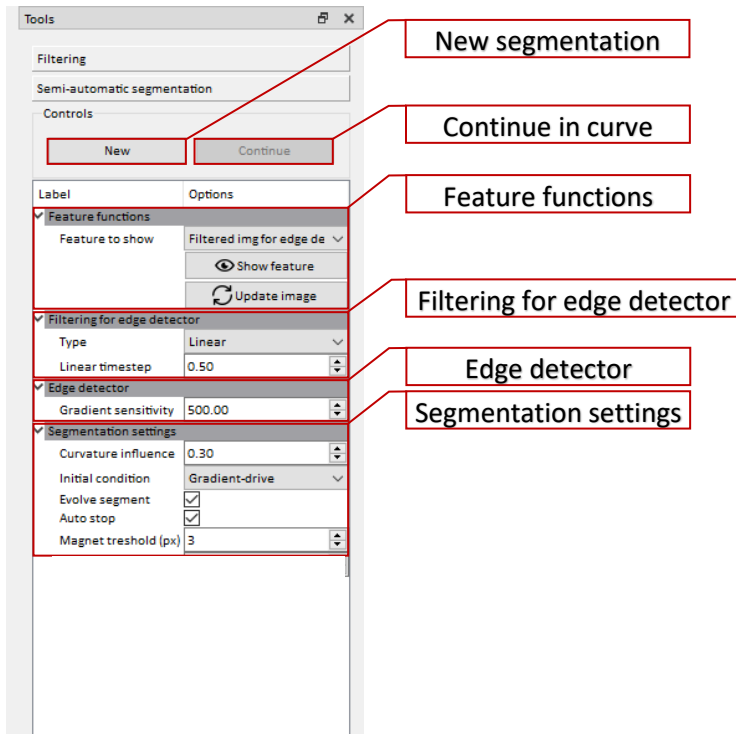 Tools
New segmentation
Filtering
Semi-automatic segmentation
Controls
New
Continue
Continue in curve
Label Options
Feature functions
Feature functions
Feature to show Filtered img for edge de
Show feature
Update image
Filtering for edge detector
Filtering for edge detector
Type Linear
Linear timestep 0.50
Edge detector
Edge detector
Gradient sensitivity 500.00
Segmentation settings
Segmentation settings
Curvature influence 0.30
Initial condition Gradient-drive
Evolve segment
Auto stop
Magnet treshold (px) 3